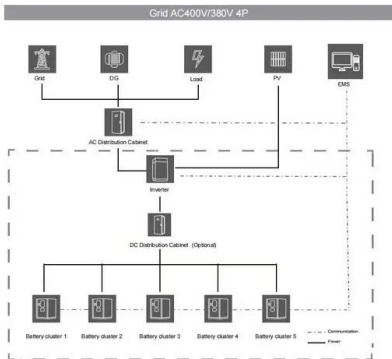 Grid AC400V/380V 4P
Grid
DG
Load
PV
EMS
AC Distribution Cabinet
Inverter
DC Distribution Cabinet (Optional)
Battery cluster 1
Battery cluster 2
Battery cluster 3
Battery cluster 4
Battery cluster 5
Communication
Power